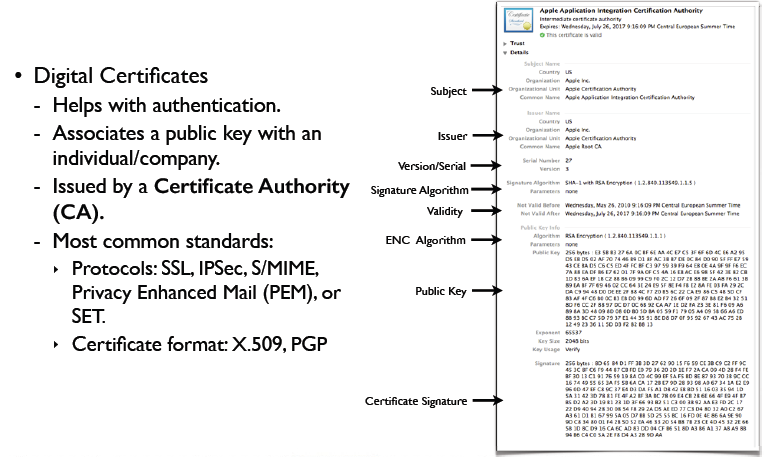 • Digital Certificates
- Helps with authentication.
- Associates a public key with an
individual/company.
- Issued by a Certificate Authority
(CA).
- Most common standards:
‣ Protocols: SSL, IPSec, S/MIME,
Privacy Enhanced Mail (PEM), or
SET.
‣ Certificate format: X.509, PGP
Subject
Issuer
Version/Serial
Signature Algorithm
Validity
ENC Algorithm
Public Key
Certificate Signature
Certificate
Apple Application Integration Certification Authority
Intermediate certificate authority
Expires: Wednesday, July 26, 2017 9:16:09 PM Central European Summer Time
This certificate is valid
Trust
Details
Subject Name
Country US
Organization Apple Inc.
Organizational Unit Apple Certification Authority
Common Name Apple Application Integration Certification Authority
Issuer Name
Country US
Organization Apple Inc.
Organizational Unit Apple Certification Authority
Common Name Apple Root CA
Serial Number 27
Version 3
Signature Algorithm SHA-1 with RSA Encryption ( 1.2.840.113549.1.1.5 )
Parameters none
Not Valid Before Wednesday, May 26, 2010 9:16:09 PM Central European Summer Time
Not Valid After Wednesday, July 26, 2017 9:16:09 PM Central European Summer Time
Public Key Info
Algorithm RSA Encryption ( 1.2.840.113549.1.1.1 )
Parameters none
Public Key 256 bytes :
Exponent 65537
Key Size 2048 bits
Key Usage Verify
Signature 256 bytes :